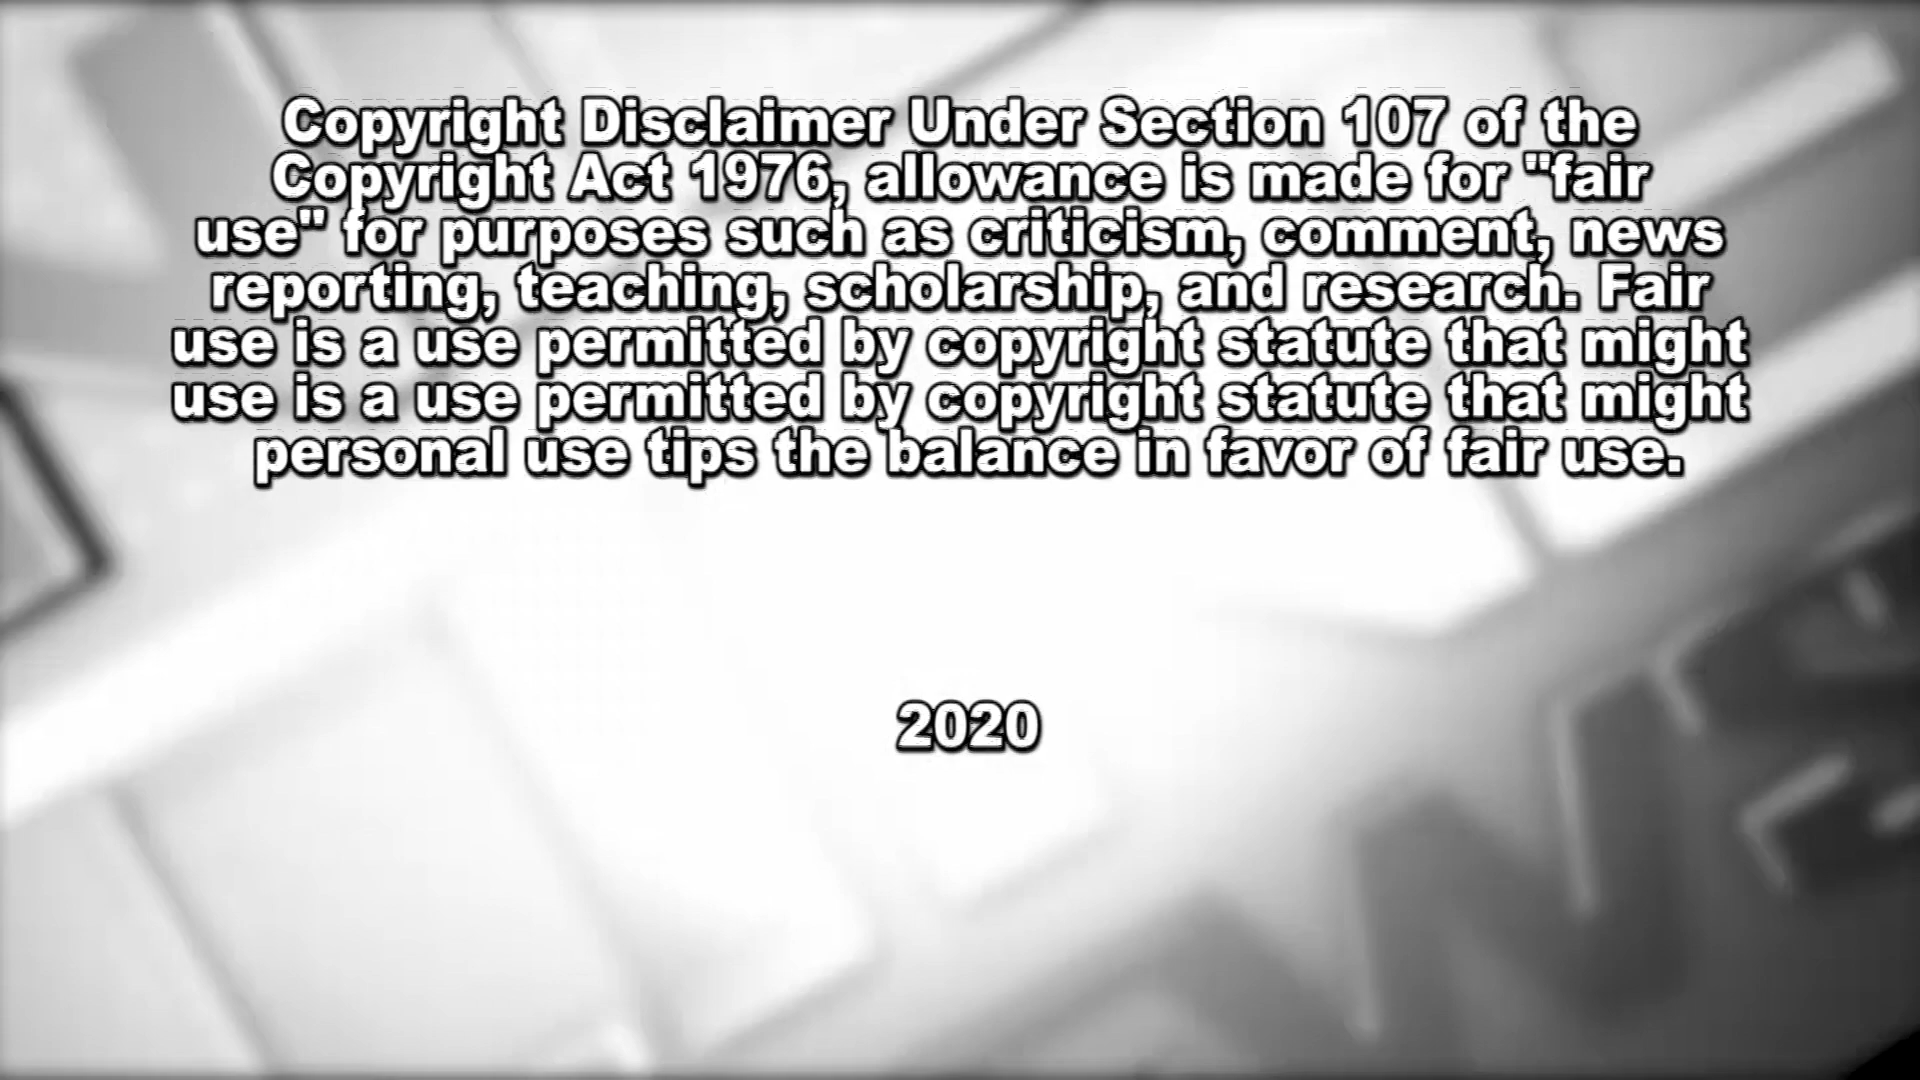 Copyright Disclaimer Under Section 107 of the
Copyright Act 1976, allowance is made for "fair
use" for purposes such as criticism, comment, news
reporting, teaching, scholarship, and research. Fair
use is a use permitted by copyright statute that might
use is a use permitted by copyright statute that might
personal use tips the balance in favor of fair use.
2020